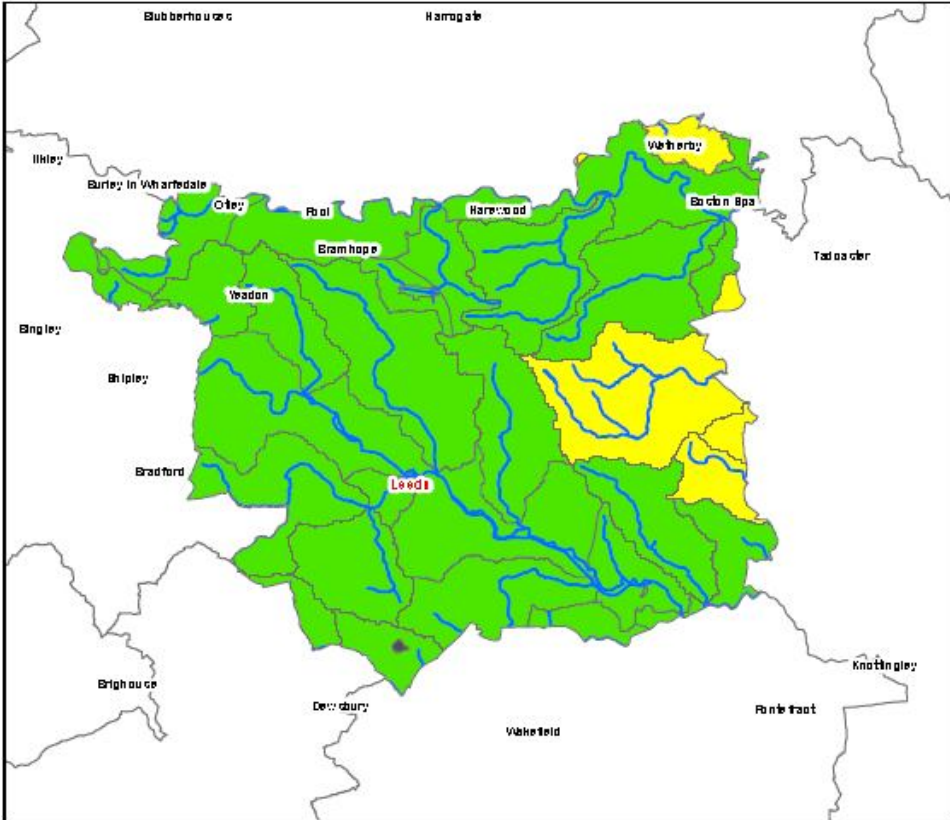 Blubberhouses
Harrogate
Wetherby
Ilkley
Burley in Wharfedale
Otley
Pool
Harewood
Boston Spa
Bramhope
Tadcaster
Yeadon
Bingley
Shipley
Bradford
Leeds
Knottingley
Brighouse
Dewsbury
Pontefract
Wakefield